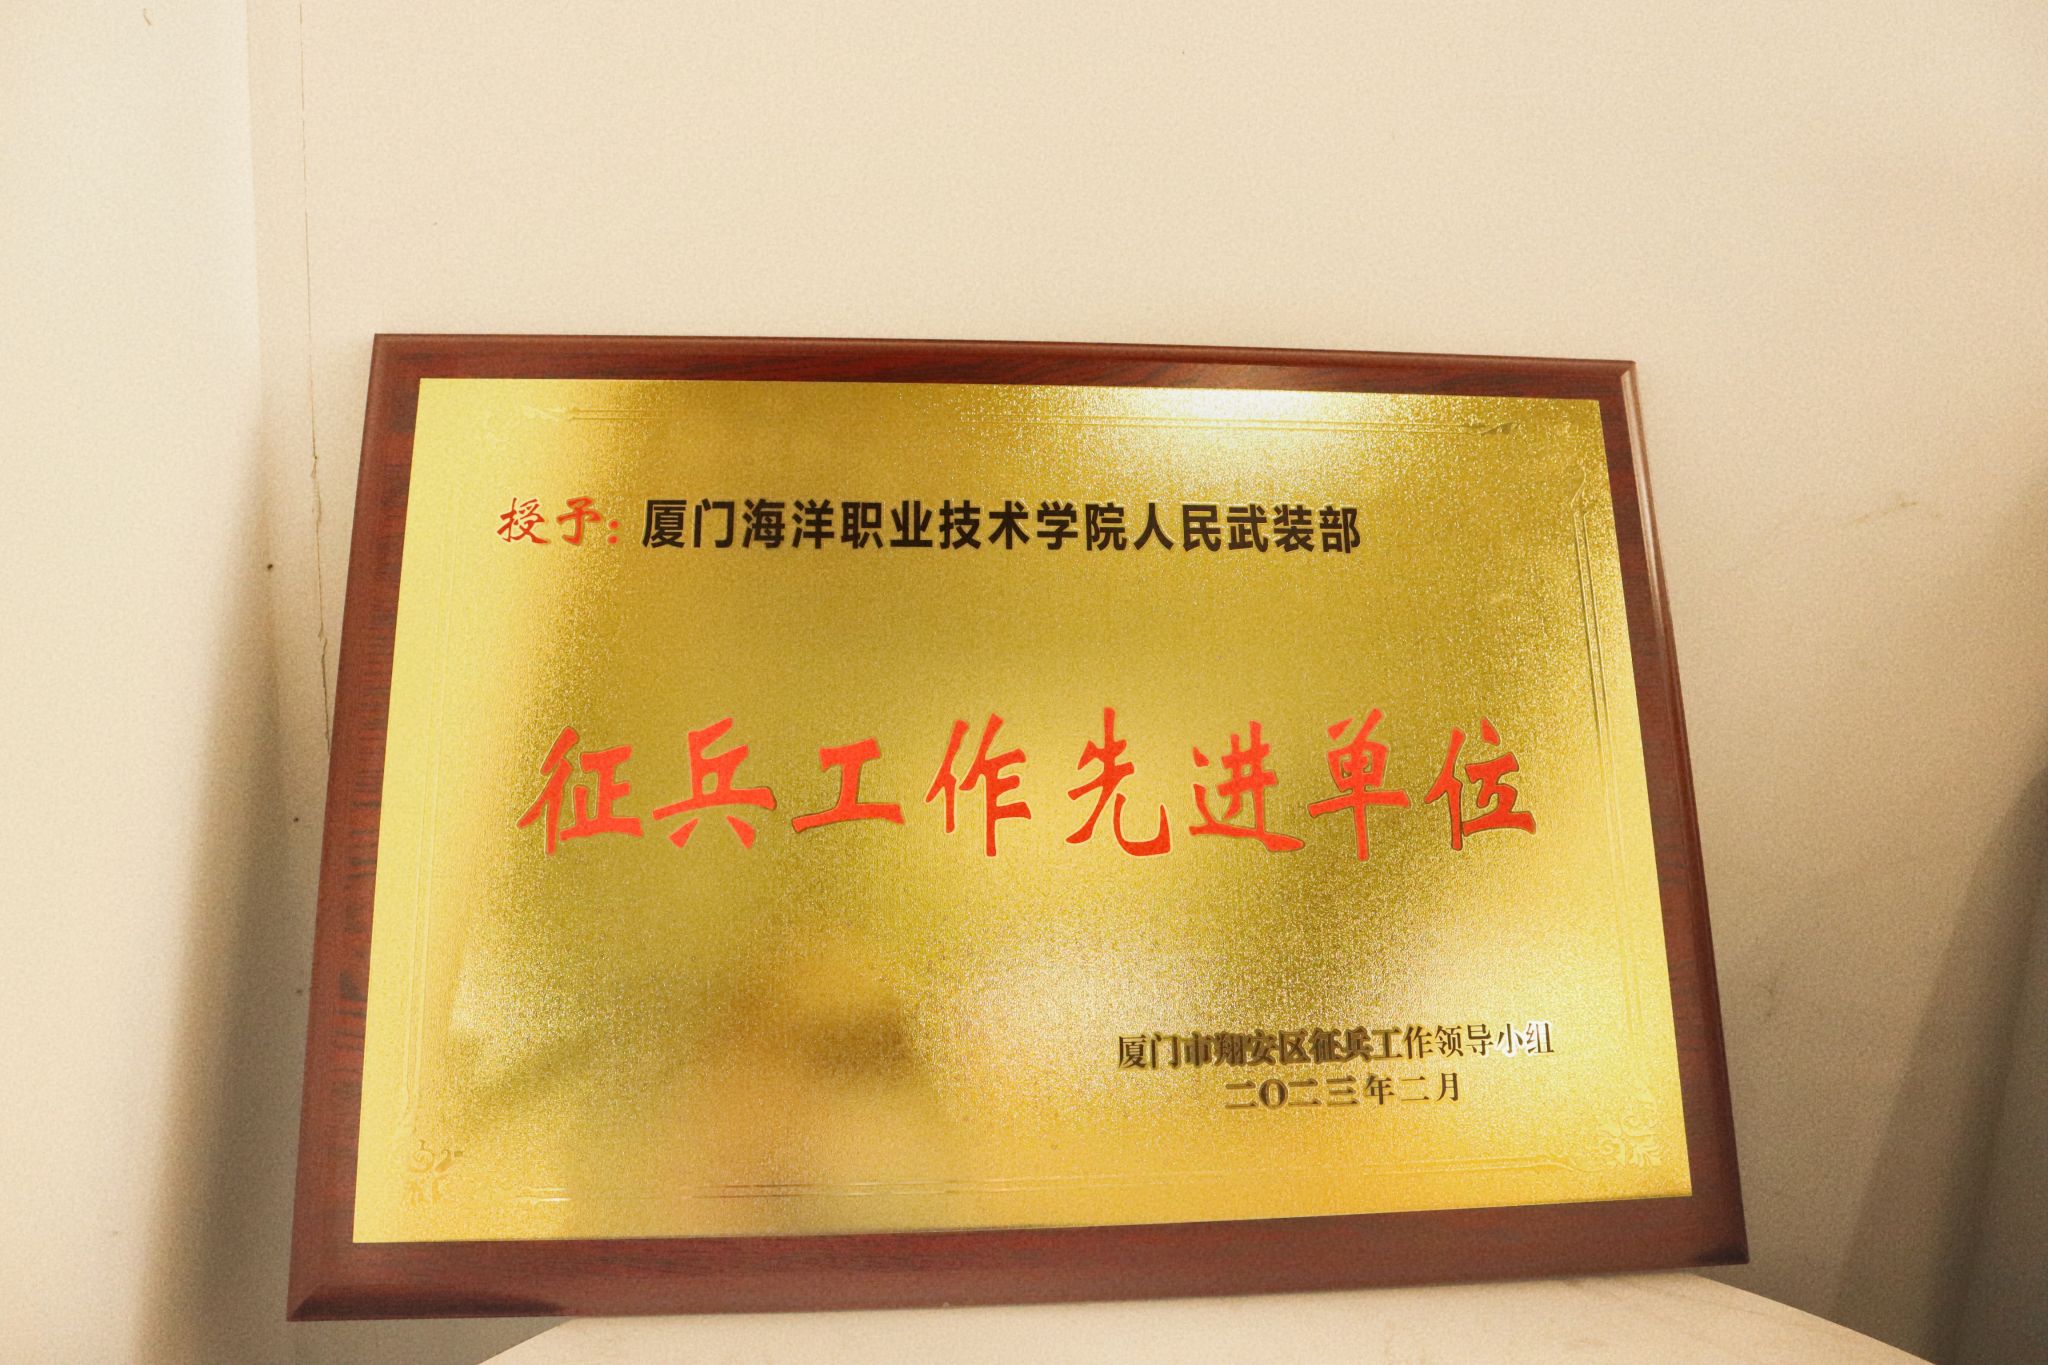 授予：厦门海洋职业技术学院人民武装部
征兵工作先进单位
厦门市翔安区征兵工作领导小组
二〇二三年二月